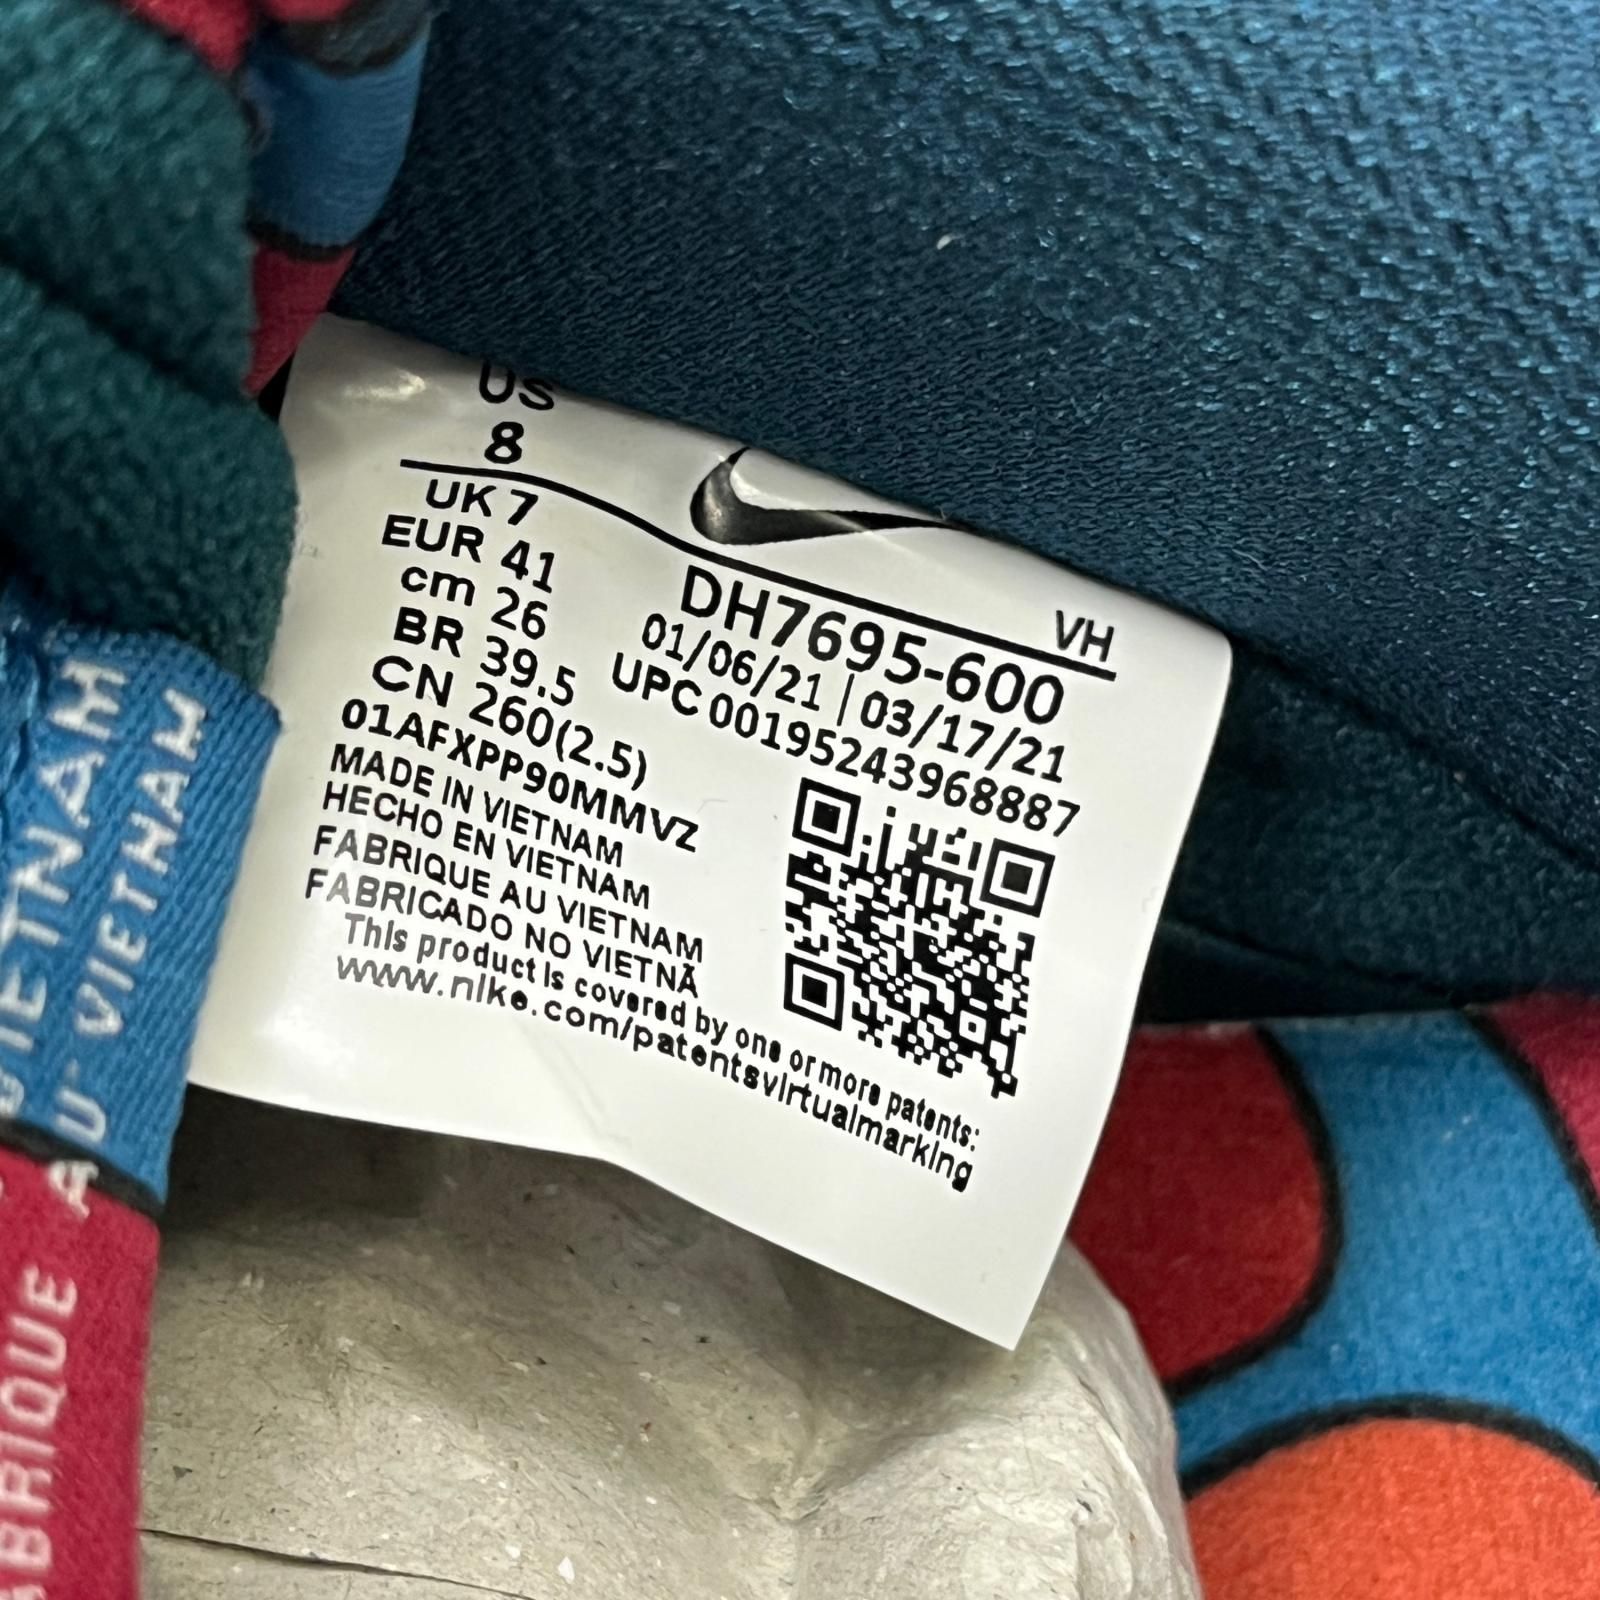 US
8
UK 7
EUR 41
cm 26
BR 39.5
CN 260(2.5)
01AFXPP90MMVZ
MADE IN VIETNAM
HECHO EN VIETNAM
FABRIQUE AU VIETNAM
FABRICADO NO VIETNÃ
This product is covered by one or more patents:
www.nike.com/patentsvirtualmarking
VH
DH7695-600
01/06/21 | 03/17/21
UPC 00195243968887
VIETNAM
AU VIETNAM
FABRIQUE